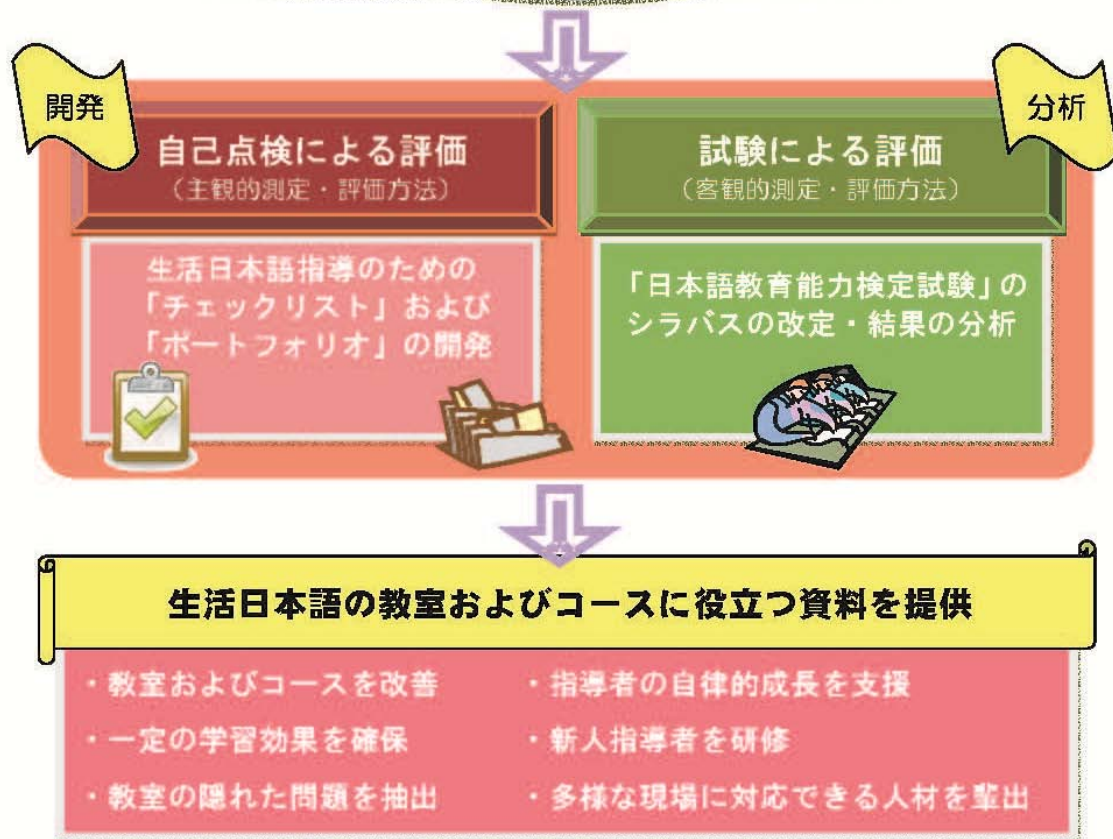 開発
自己点検による評価
（主観的測定・評価方法）
生活日本語指導のための
「チェックリスト」および
「ポートフォリオ」の開発
分析
試験による評価
（客観的測定・評価方法）
「日本語教育能力検定試験」の
シラバスの改定・結果の分析
生活日本語の教室およびコースに役立つ資料を提供
・教室およびコースを改善
・一定の学習効果を確保
・教室の隠れた問題を抽出
・指導者の自律的成長を支援
・新人指導者を研修
・多様な現場に対応できる人材を輩出